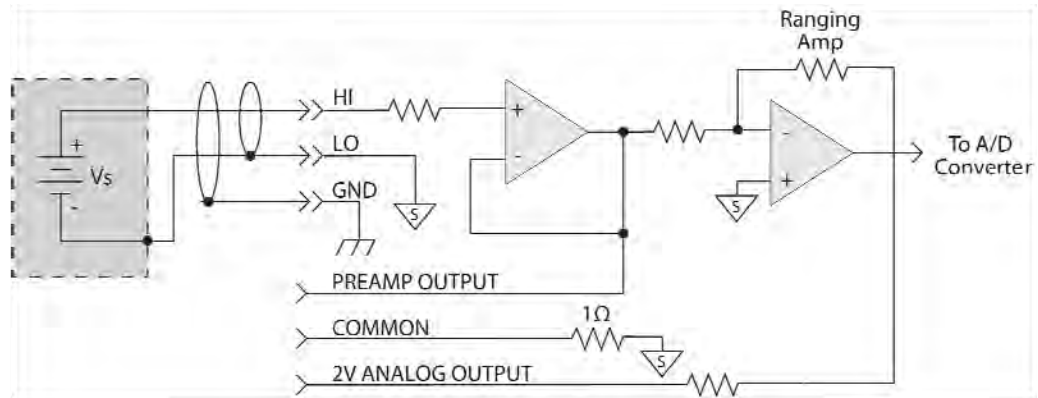 Ranging
Amp
HI
LO
GND
+
Vs
-
+
-
-
+
S
S
To A/D
Converter
PREAMP OUTPUT
COMMON
1Ω
S
2V ANALOG OUTPUT